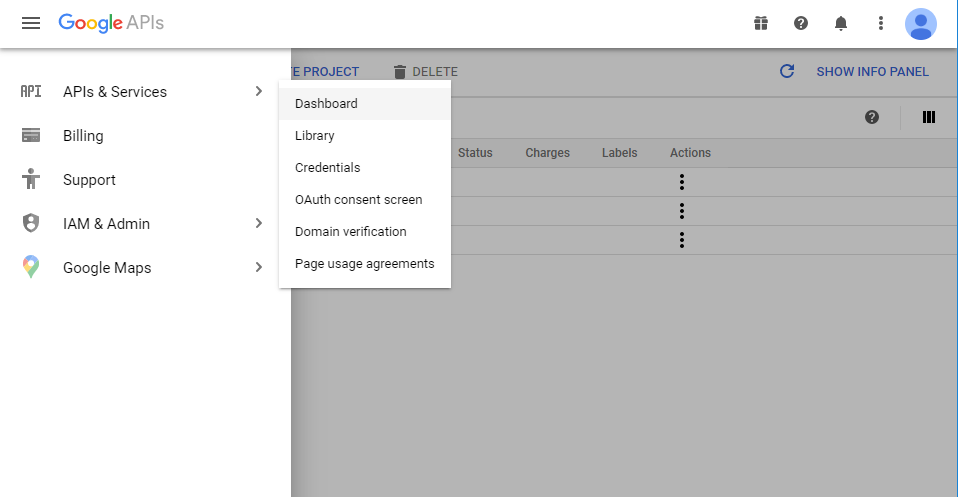 Google APIs
TE PROJECT
DELETE
SHOW INFO PANEL
API
APIs & Services
Billing
Support
IAM & Admin
Google Maps
Dashboard
Library
Credentials
OAuth consent screen
Domain verification
Page usage agreements
Status Charges Labels Actions